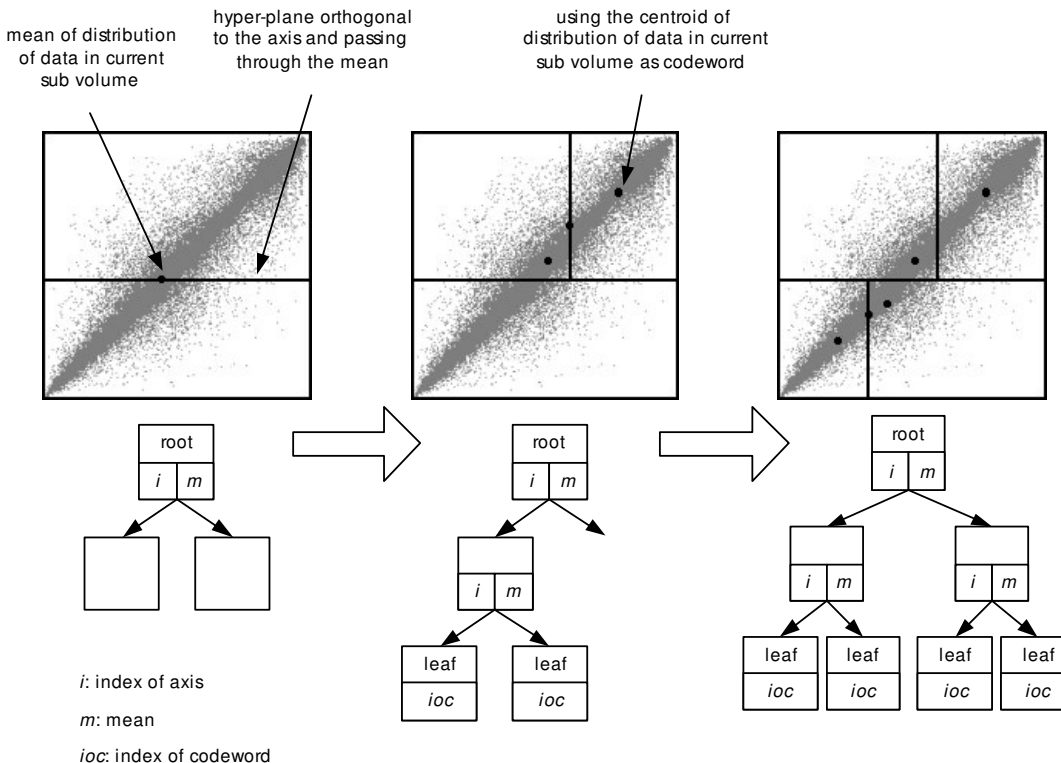 mean of distribution
of data in current
sub volume
hyper-plane orthogonal
to the axis and passing
through the mean
using the centroid of
distribution of data in current
sub volume as codeword
root
i m
root
i m
i m
leaf leaf
ioc ioc
root
i m
i m i m
leaf leaf leaf leaf
ioc ioc ioc ioc
i: index of axis
m: mean
ioc: index of codeword